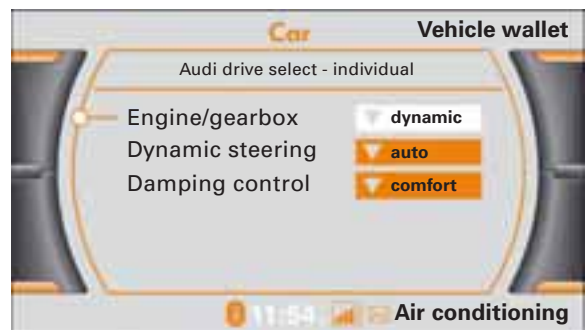 Car Vehicle wallet
Audi drive select - individual
Engine/gearbox dynamic
Dynamic steering auto
Damping control comfort
11:54 Air conditioning